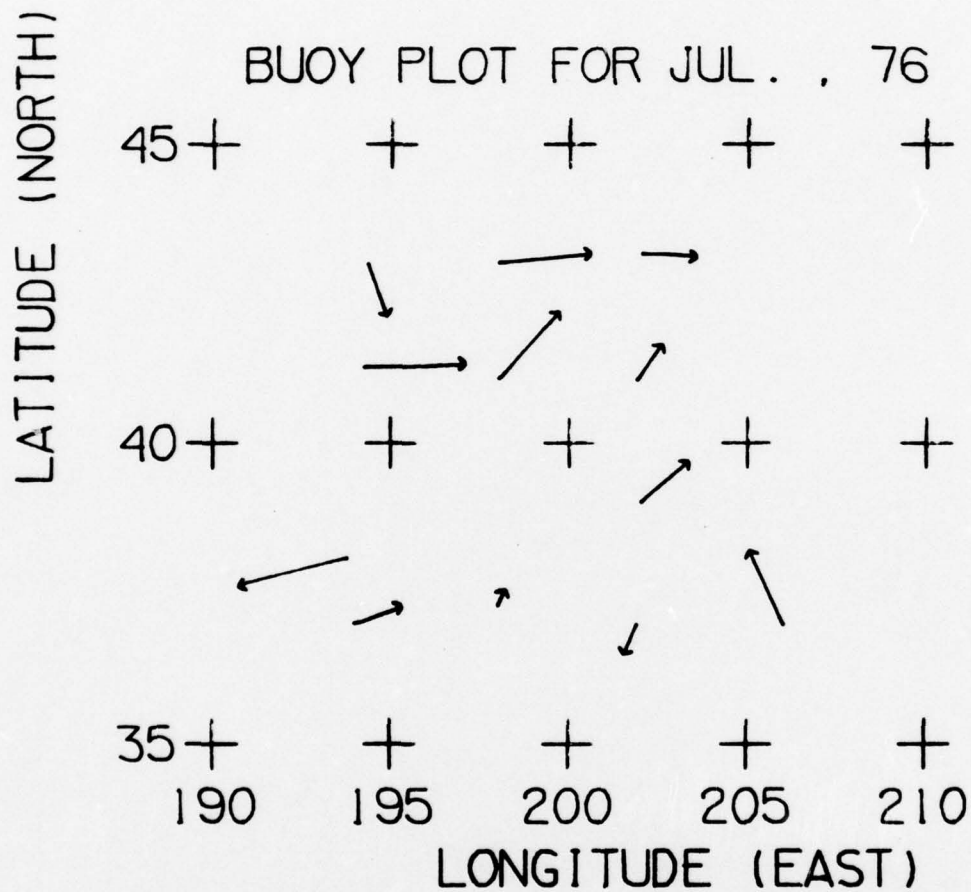 BUOY PLOT FOR JUL. , 76
LATITUDE (NORTH)
45
40
35
190 195 200 205 210
LONGITUDE (EAST)